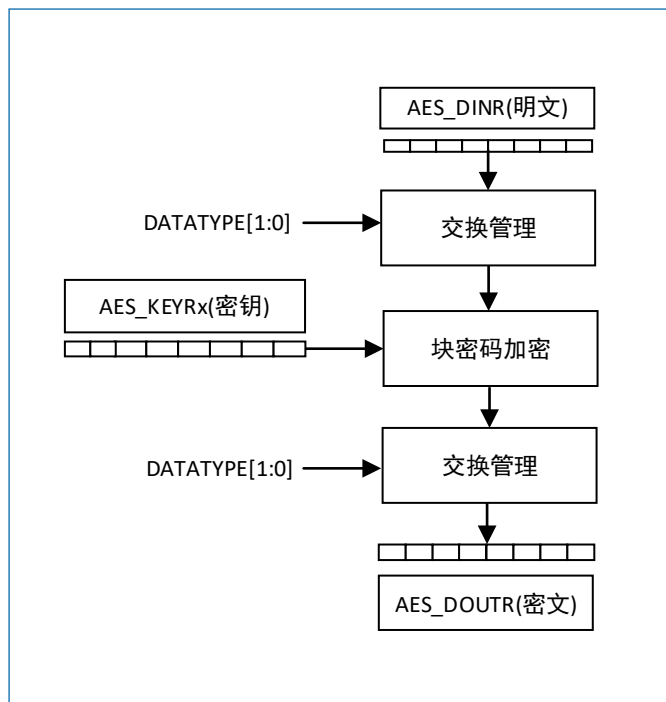 AES_DINR(明文)
DATATYPE[1:0]
交换管理
AES_KEYRx(密钥)
块密码加密
DATATYPE[1:0]
交换管理
AES_DOUTR(密文)